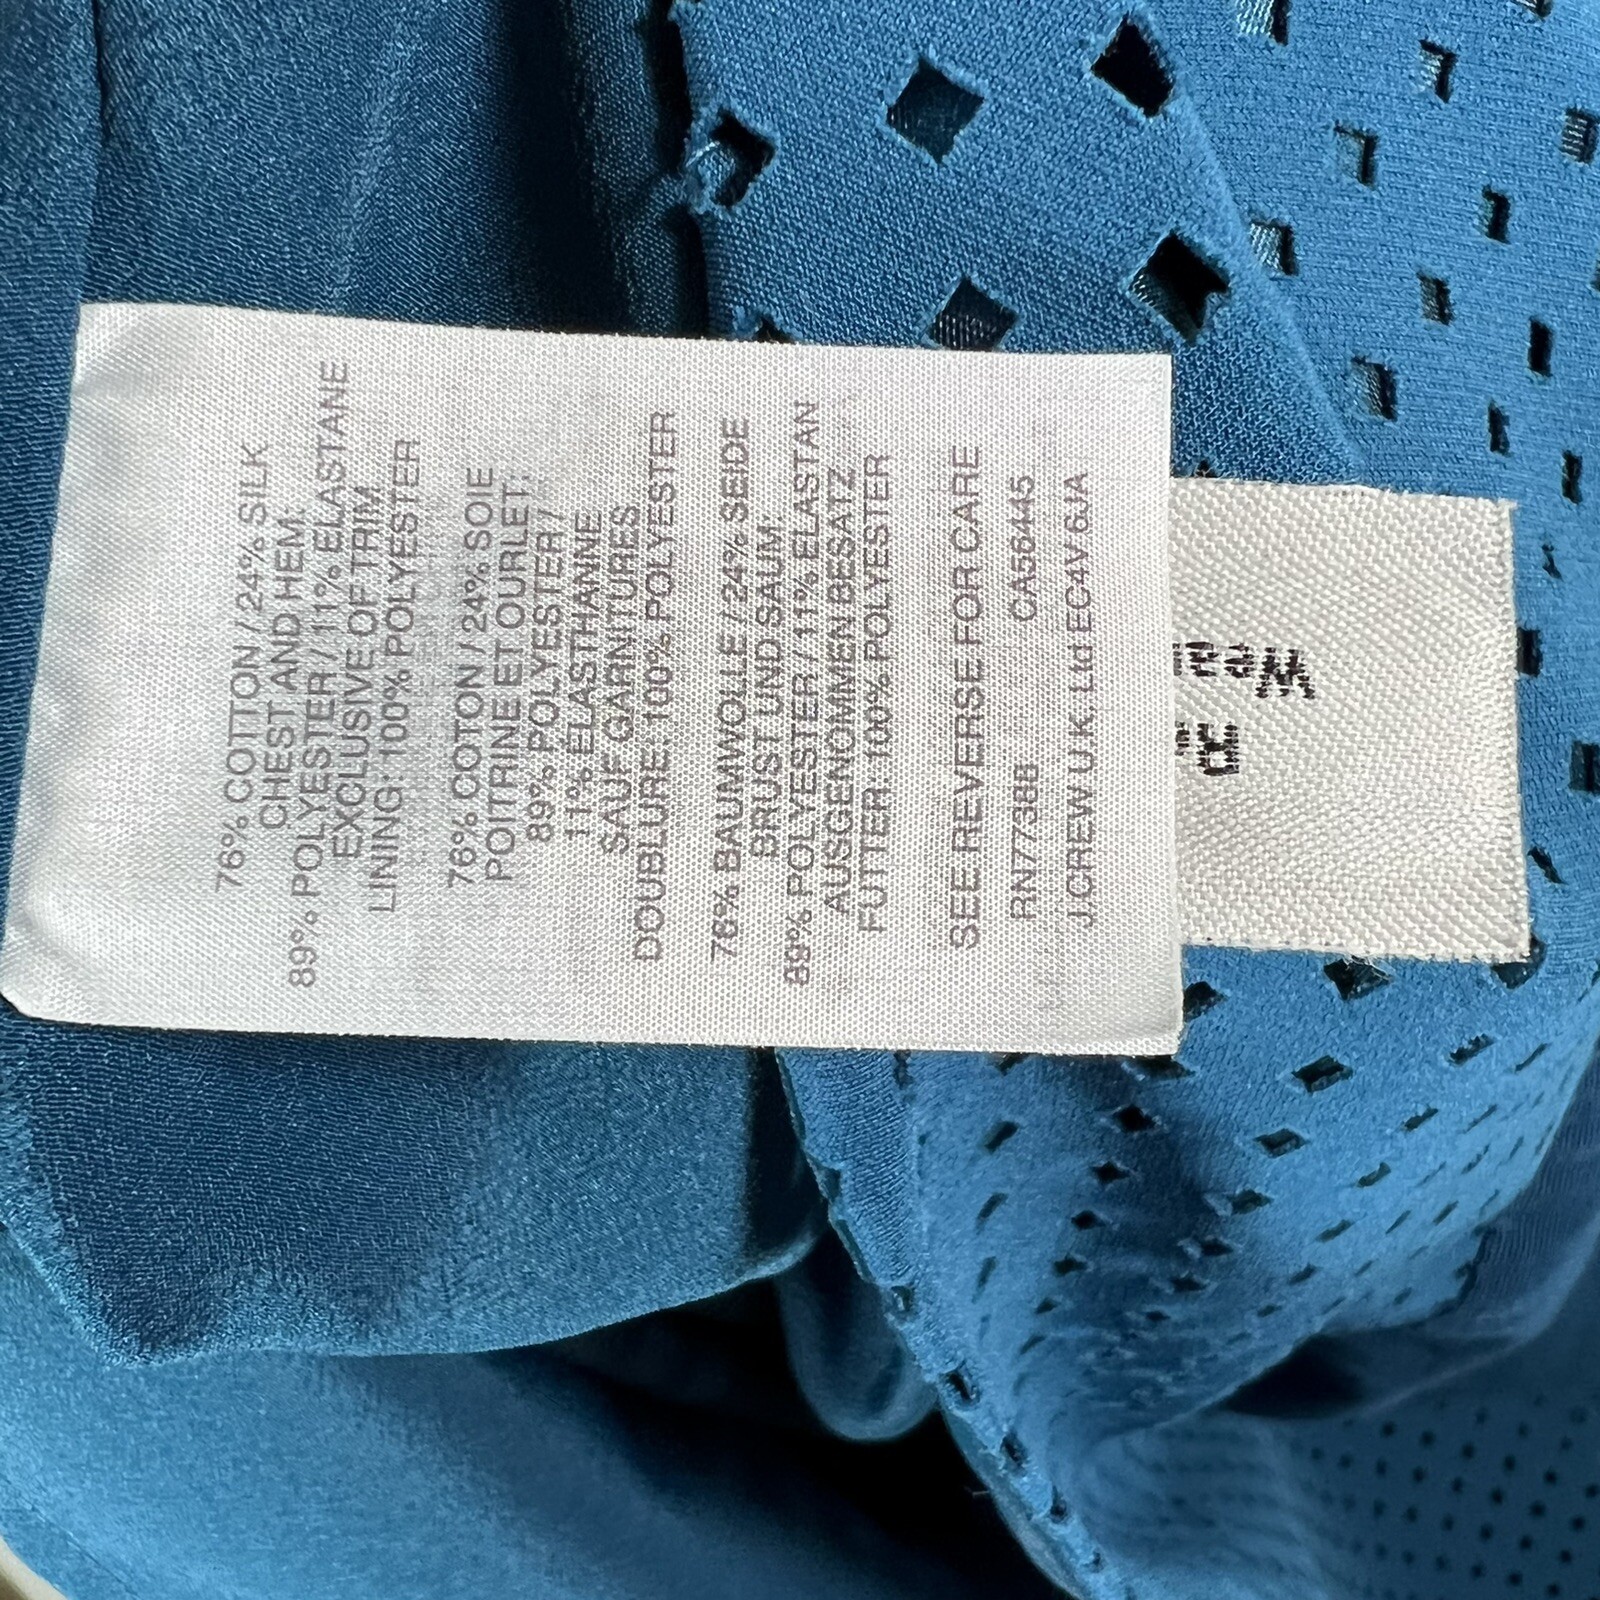 76% COTTON / 24% SILK
CHEST AND HEM:
89% POLYESTER / 11% ELASTANE
EXCLUSIVE OF TRIM
LINING: 100% POLYESTER
76% COTON / 24% SOIE
POITRINE ET OURLET:
89% POLYESTER /
11% ELASTHANNE
SAUF GARNITURES
DOUBLURE: 100% POLYESTER
76% BAUMWOLLE / 24% SEIDE
BRUST UND SAUM:
89% POLYESTER / 11% ELASTAN
AUSGENOMMEN BESATZ
FUTTER: 100% POLYESTER
SEE REVERSE FOR CARE
RN77388 CA56445
J.CREW U.K. Ltd EC4V 6JA